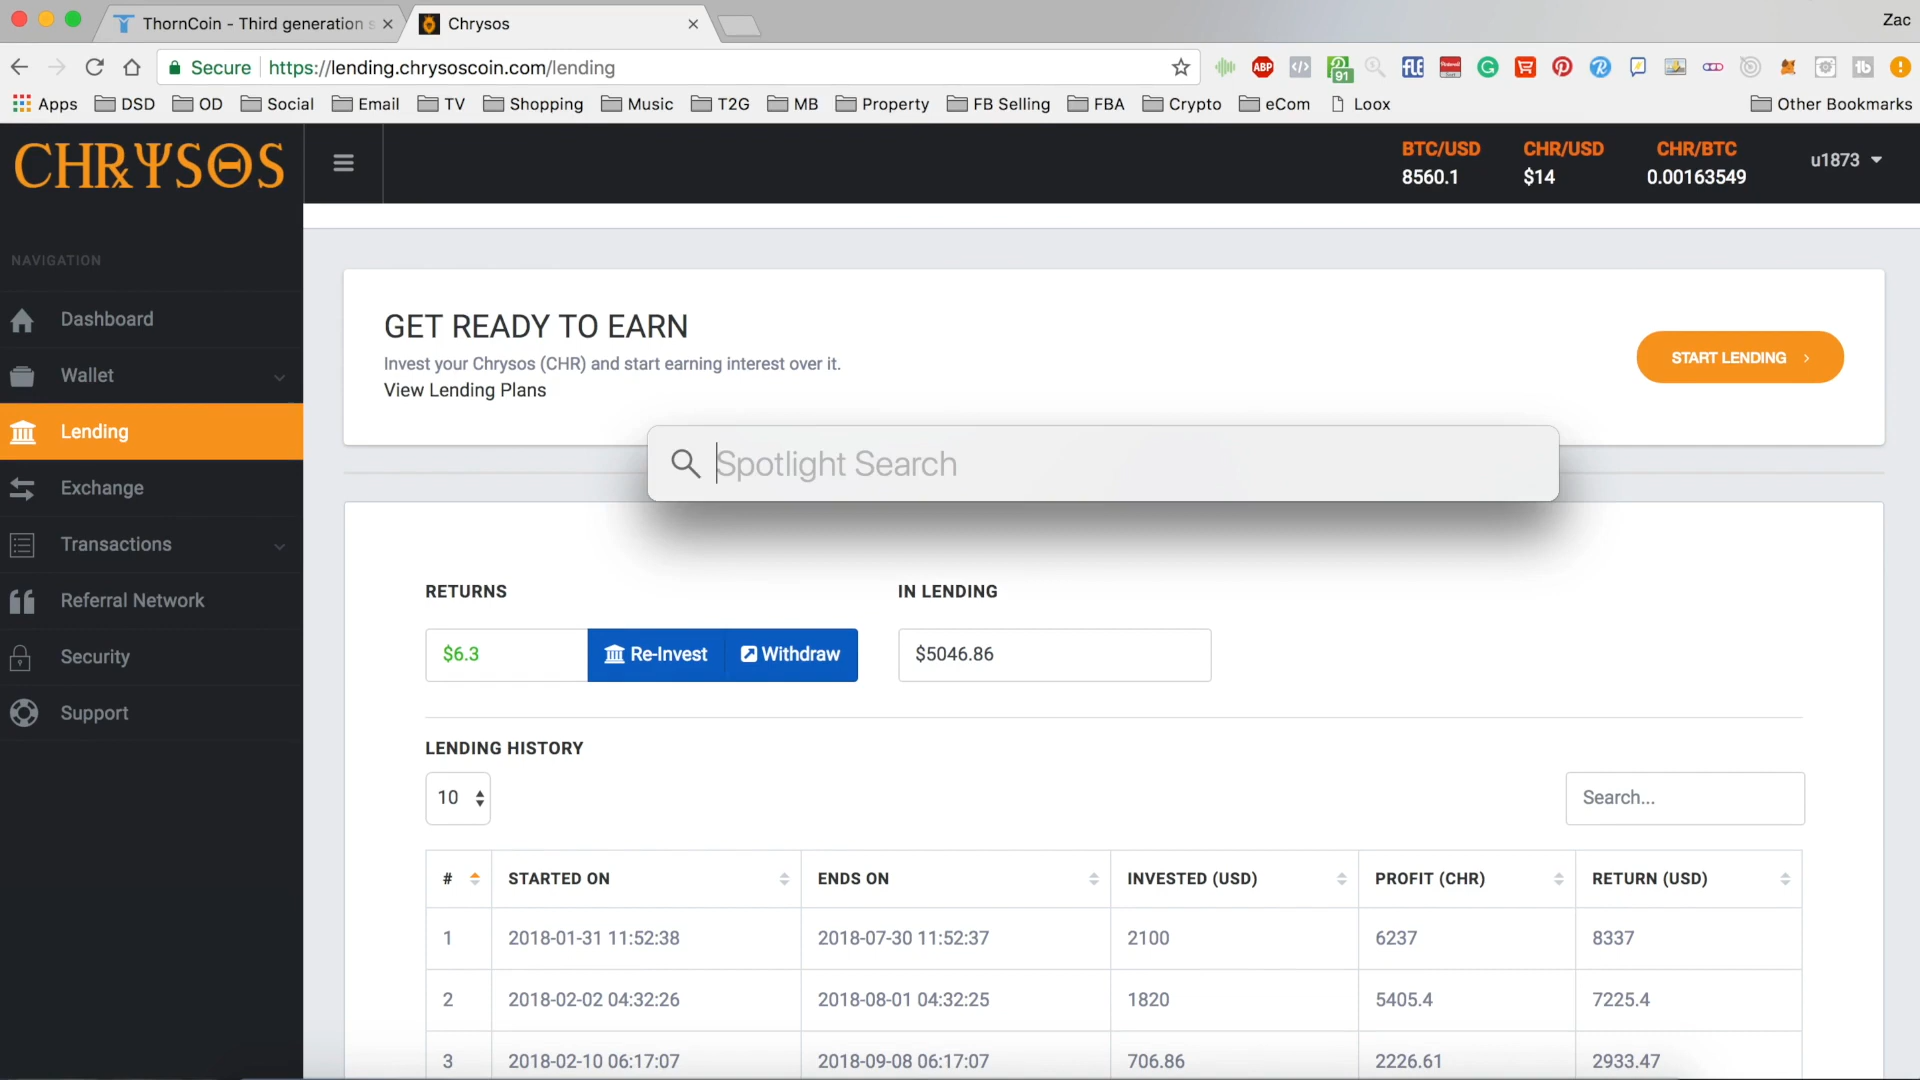 Zac
ThornCoin - Third generation s
Chrysos
Secure
https://lending.chrysoscoin.com/lending
ABP
91
Apps
DSD
OD
Social
Email
TV
Shopping
Music
T2G
MB
Property
FB Selling
FBA
Crypto
eCom
Loox
Other Bookmarks
CHRYSOS
BTC/USD
8560.1
CHR/USD
$14
CHR/BTC
0.00163549
u1873
NAVIGATION
Dashboard
Wallet
Lending
Exchange
Transactions
Referral Network
Security
Support
GET READY TO EARN
Invest your Chrysos (CHR) and start earning interest over it.
View Lending Plans
START LENDING
Spotlight Search
RETURNS
$6.3
Re-Invest
Withdraw
IN LENDING
$5046.86
LENDING HISTORY
10
Search...
# STARTED ON ENDS ON INVESTED (USD) PROFIT (CHR) RETURN (USD)
1 2018-01-31 11:52:38 2018-07-30 11:52:37 2100 6237 8337
2 2018-02-02 04:32:26 2018-08-01 04:32:25 1820 5405.4 7225.4
3 2018-02-10 06:17:07 2018-09-08 06:17:07 706.86 2226.61 2933.47